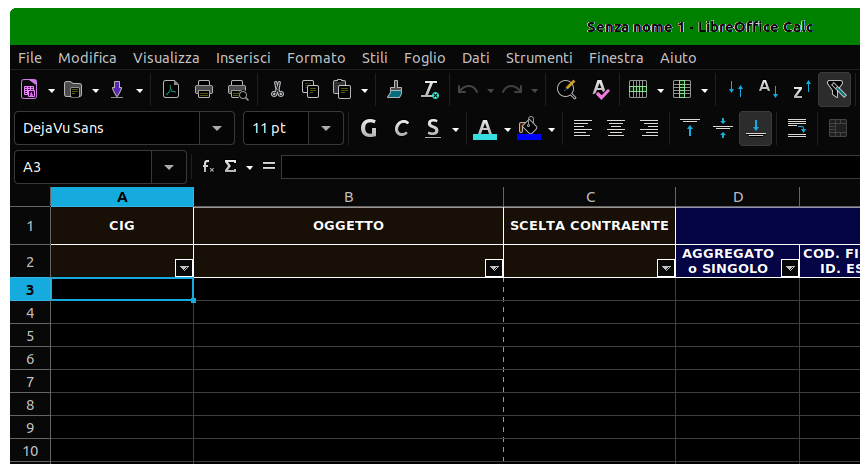 Senza nome 1 - LibreOffice Calc
File Modifica Visualizza Inserisci Formato Stili Foglio Dati Strumenti Finestra Aiuto
DejaVu Sans 11 pt G C S A
A3 fx Σ =
A B C D
1 CIG OGGETTO SCELTA CONTRAENTE
2 AGGREGATO COD. FI
o SINGOLO ID. ES
3
4
5
6
7
8
9
10